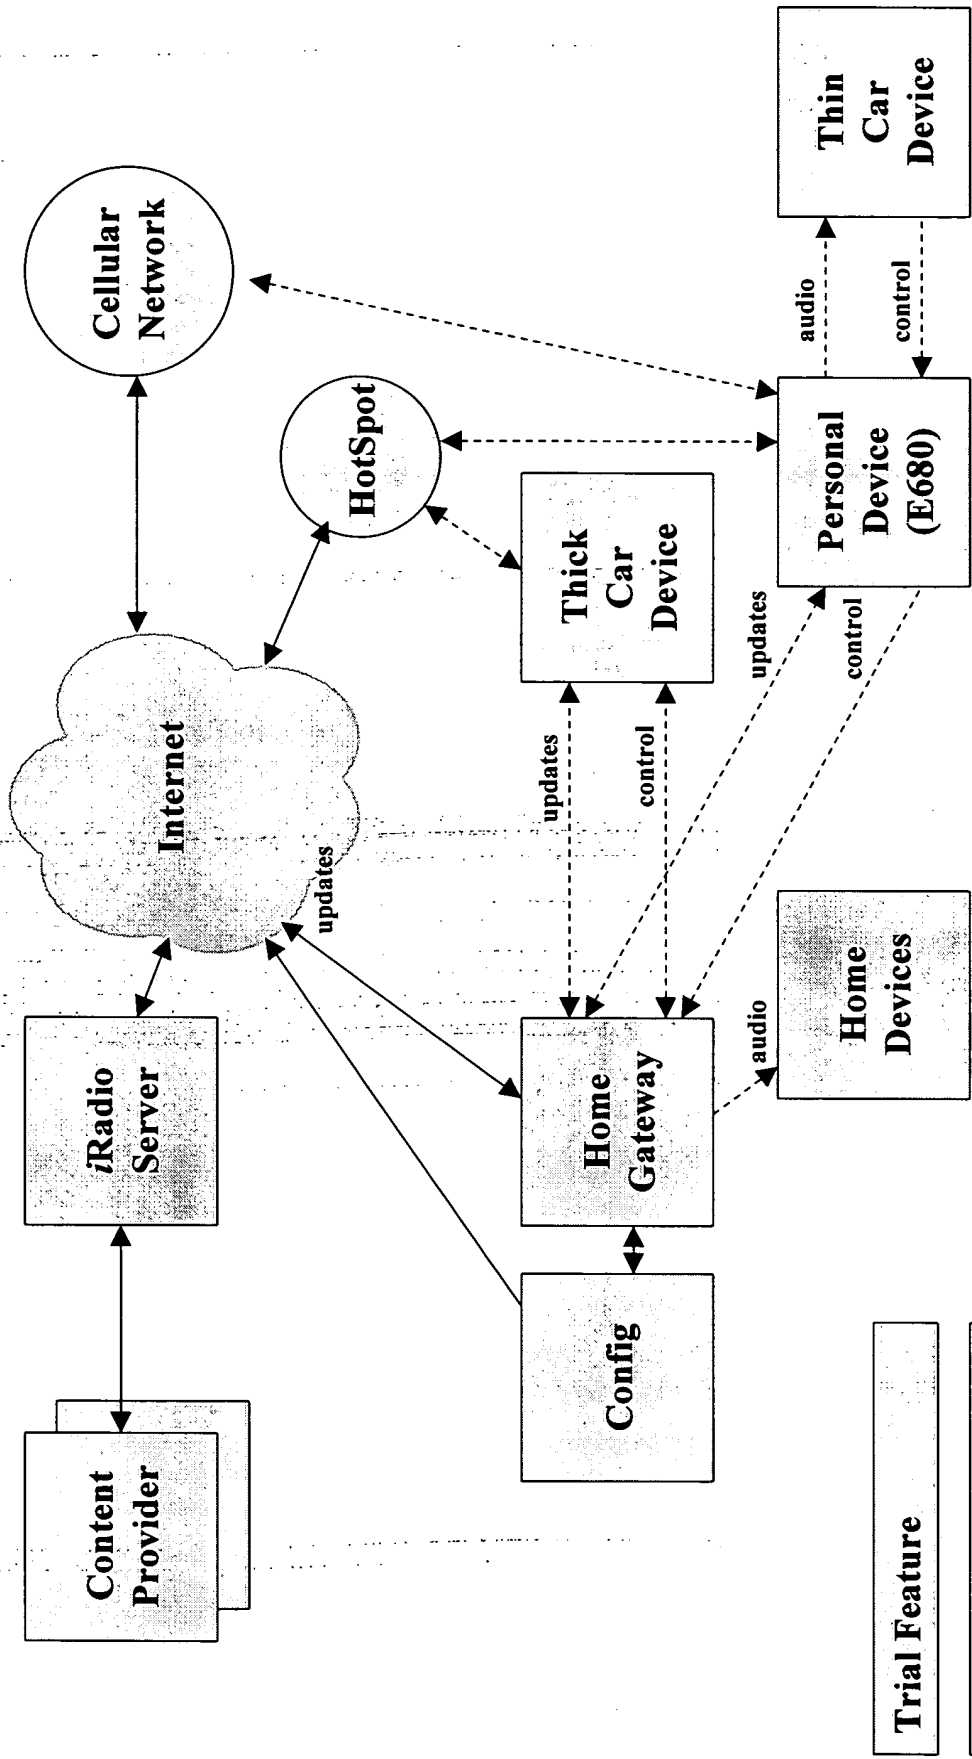 Content
Provider
iRadio
Server
Internet
Cellular
Network
HotSpot
updates
Config
Home
Gateway
updates
control
Thick
Car
Device
updates
control
audio
Home
Devices
Personal
Device
(E680)
audio
control
Thin
Car
Device
Trial Feature